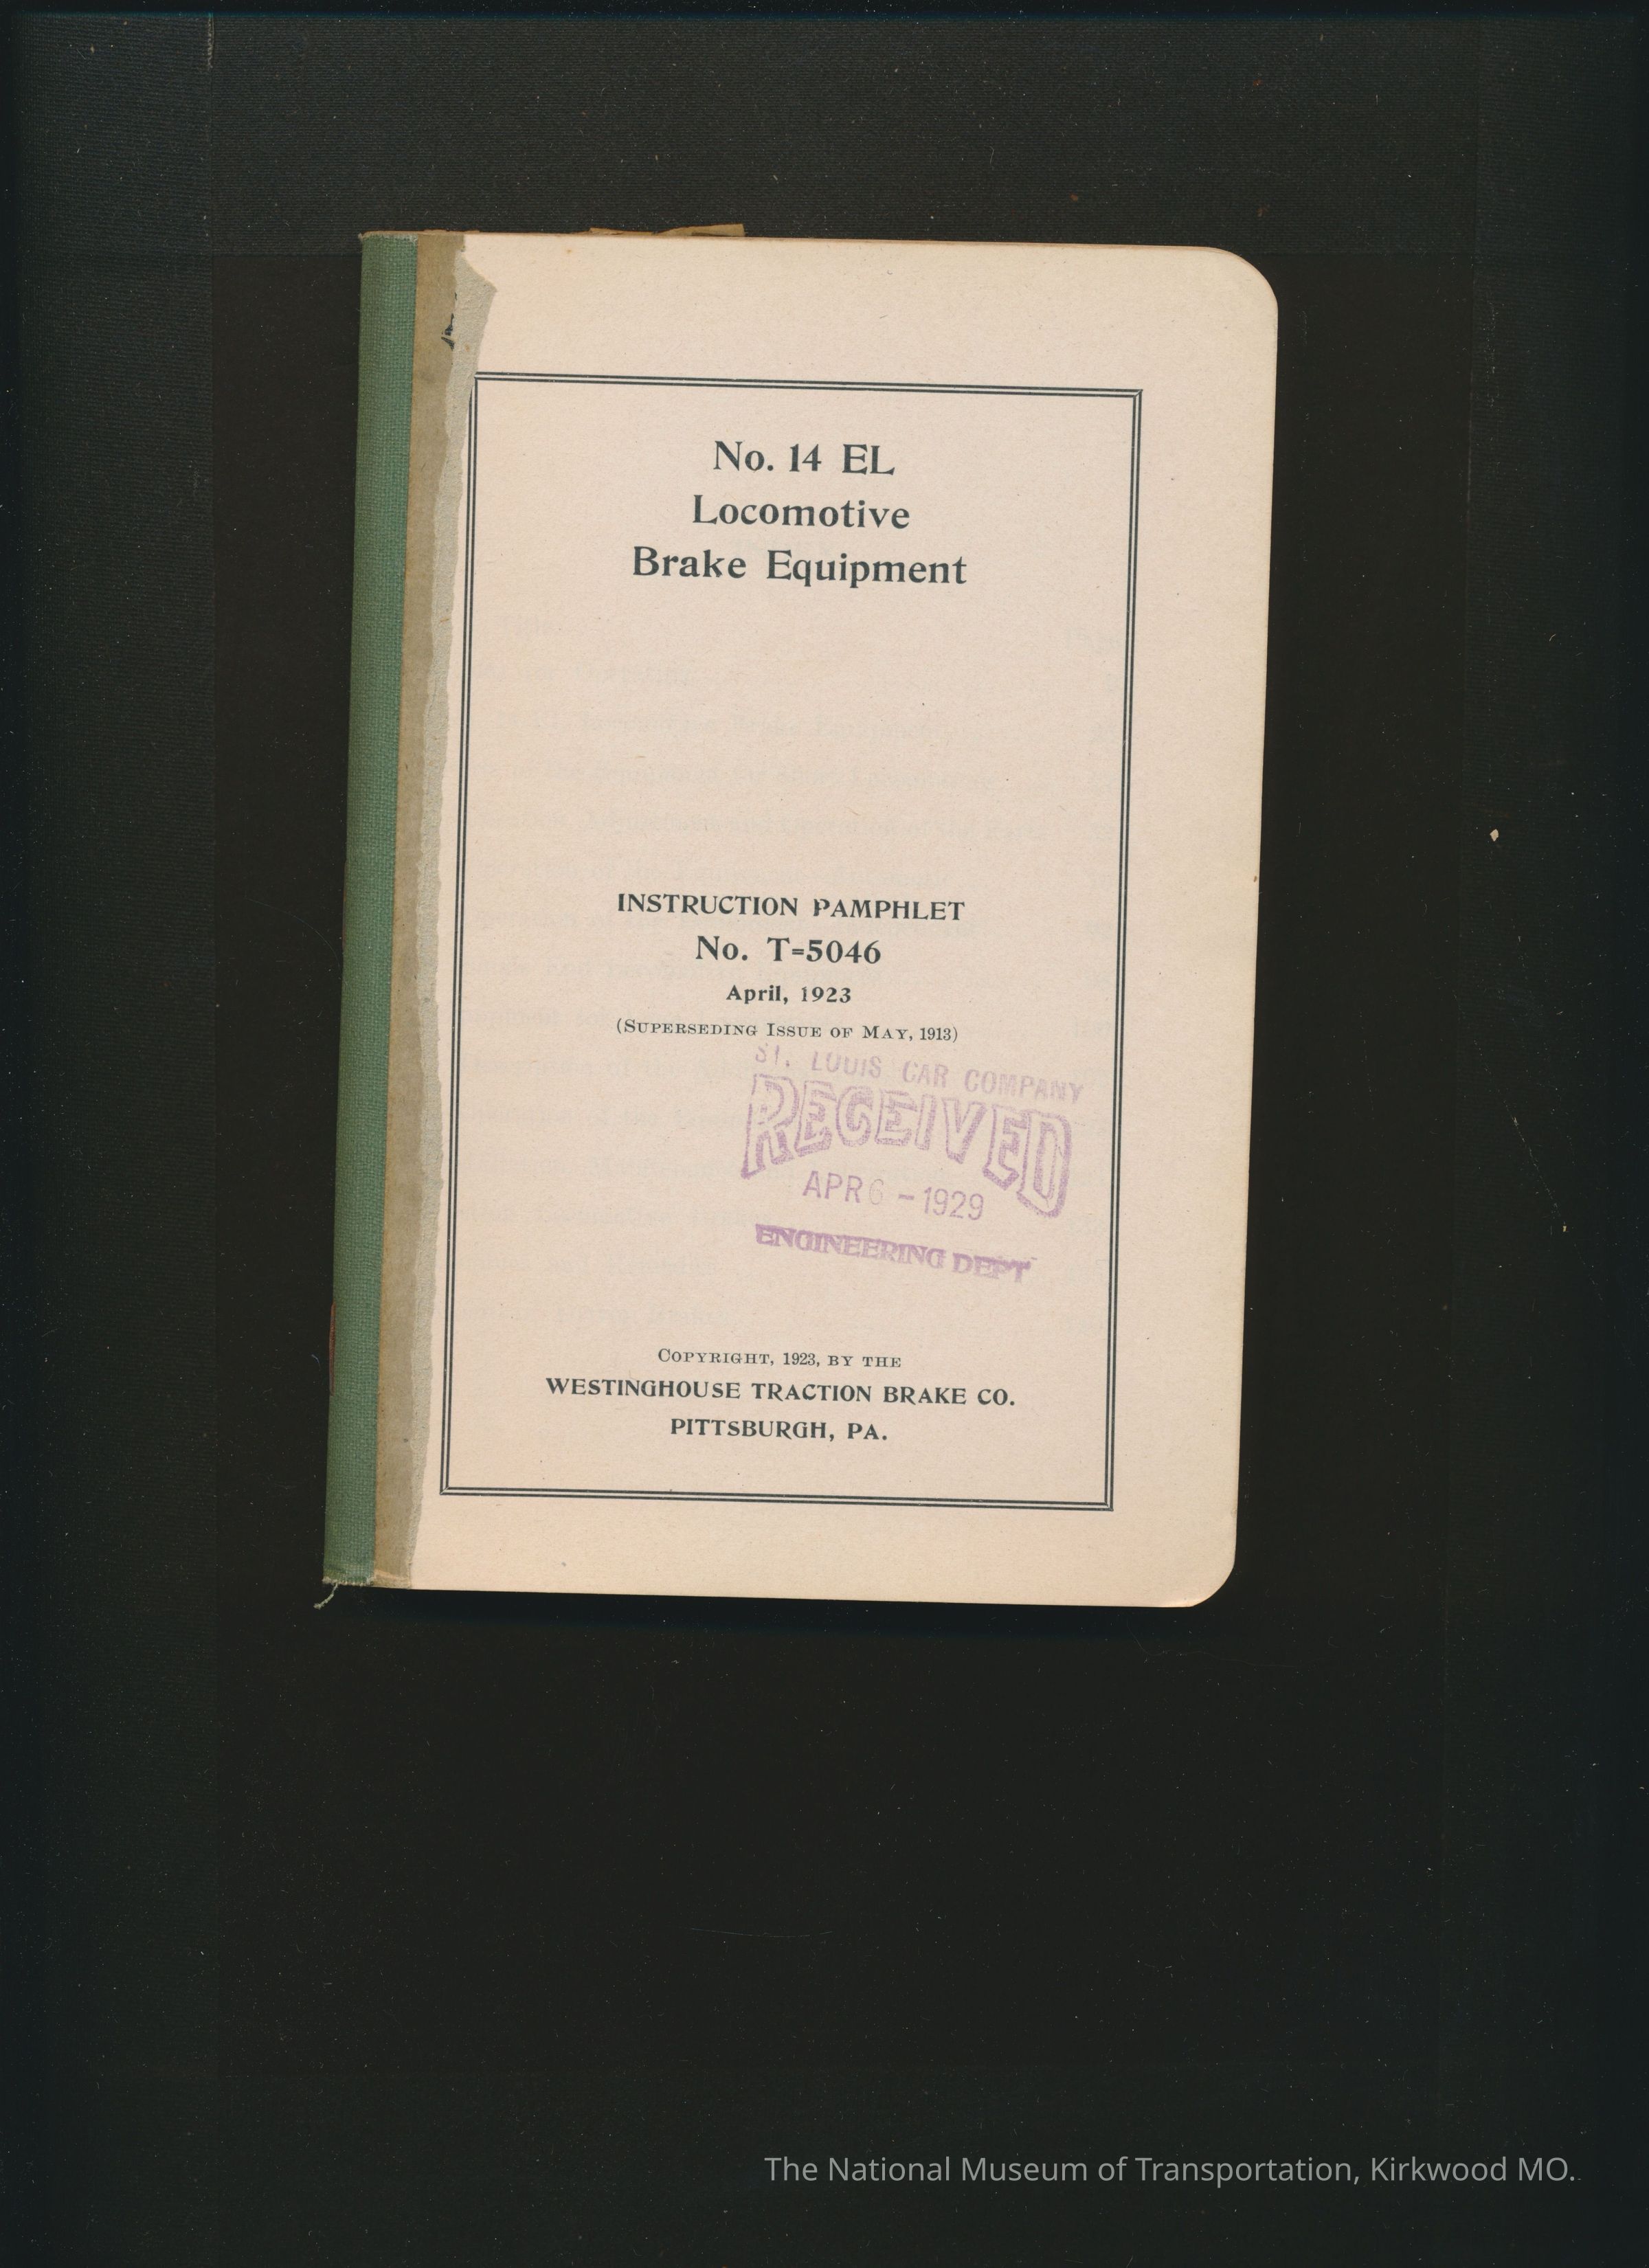 No. 14 EL
Locomotive
Brake Equipment
INSTRUCTION PAMPHLET
No. T=5046
April, 1923
(SUPERSEDING ISSUE OF MAY, 1913)
ST. LOUIS CAR COMPANY
RECEIVED
APR 6 - 1929
ENGINEERING DEPT
COPYRIGHT, 1923, BY THE
WESTINGHOUSE TRACTION BRAKE CO.
PITTSBURGH, PA.
The National Museum of Transportation, Kirkwood MO.